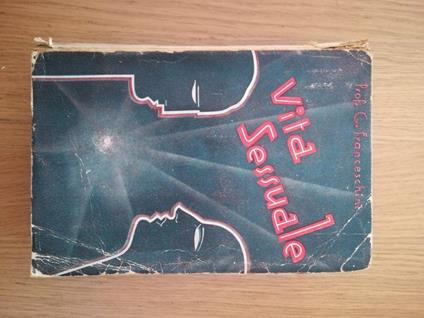 Prof. G. Franceschini
Vita
Sessuale